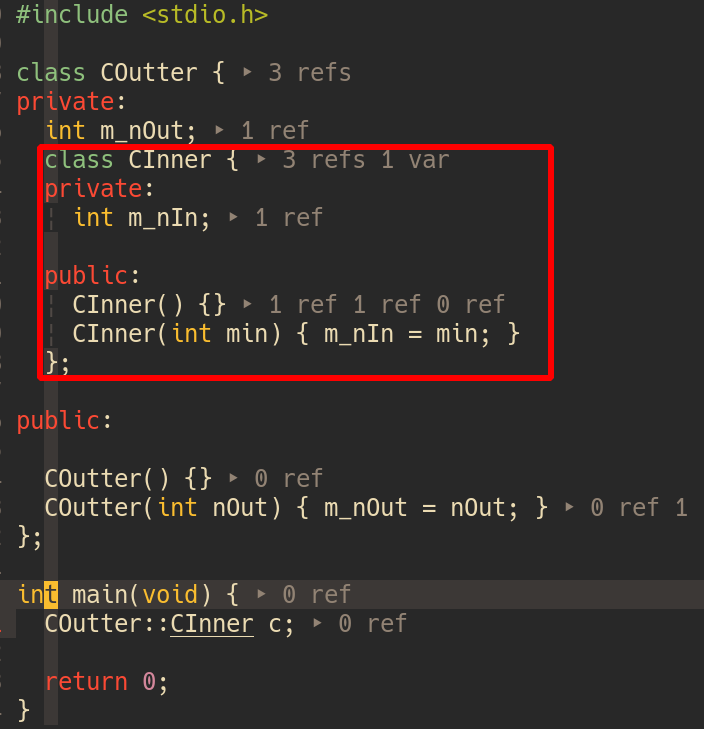 #include <stdio.h>
class COutter { ▸ 3 refs
private:
int m_nOut; ▸ 1 ref
class CInner { ▸ 3 refs 1 var
private:
int m_nIn; ▸ 1 ref
public:
CInner() {} ▸ 1 ref 1 ref 0 ref
CInner(int min) { m_nIn = min; }
};
public:
COutter() {} ▸ 0 ref
COutter(int nOut) { m_nOut = nOut; } ▸ 0 ref 1
};
int main(void) { ▸ 0 ref
COutter::CInner c; ▸ 0 ref
return 0;
}